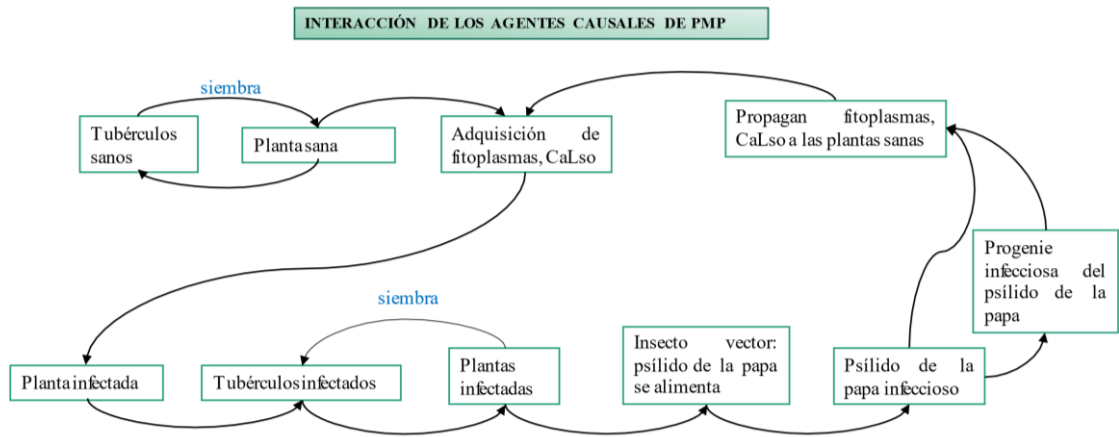 INTERACCIÓN DE LOS AGENTES CAUSALES DE PMP
siembra
Tubérculos
sanos
Planta sana
Adquisición de
fitoplasmas, CaLso
Propagan fitoplasmas,
CaLso a las plantas sanas
Progenie
infecciosa del
psílido de la
papa
siembra
Planta infectada
Tubérculos infectados
Plantas
infectadas
Insecto vector:
psílido de la papa
se alimenta
Psílido de la
papa infeccioso